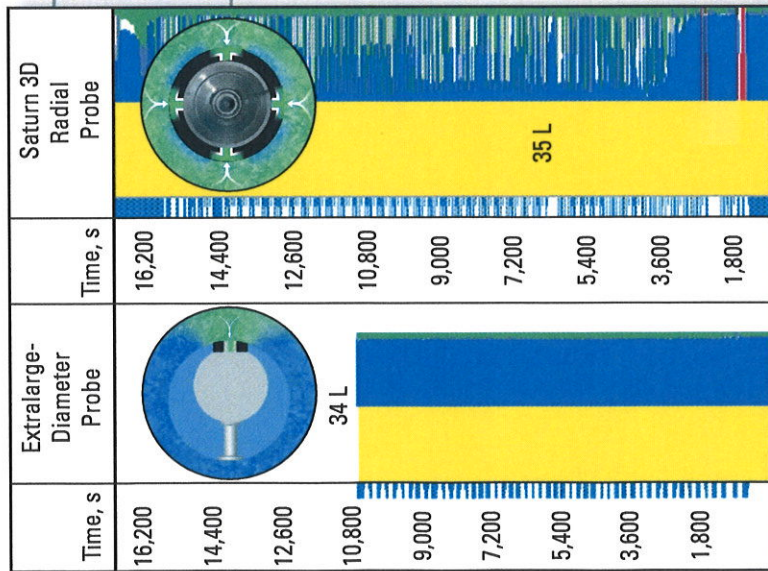 Time, s
Extralarge-
Diameter
Probe
Time, s
Saturn 3D
Radial
Probe
16,200
14,400
12,600
10,800
9,000
7,200
5,400
3,600
1,800
34 L
16,200
14,400
12,600
10,800
9,000
7,200
5,400
3,600
1,800
35 L